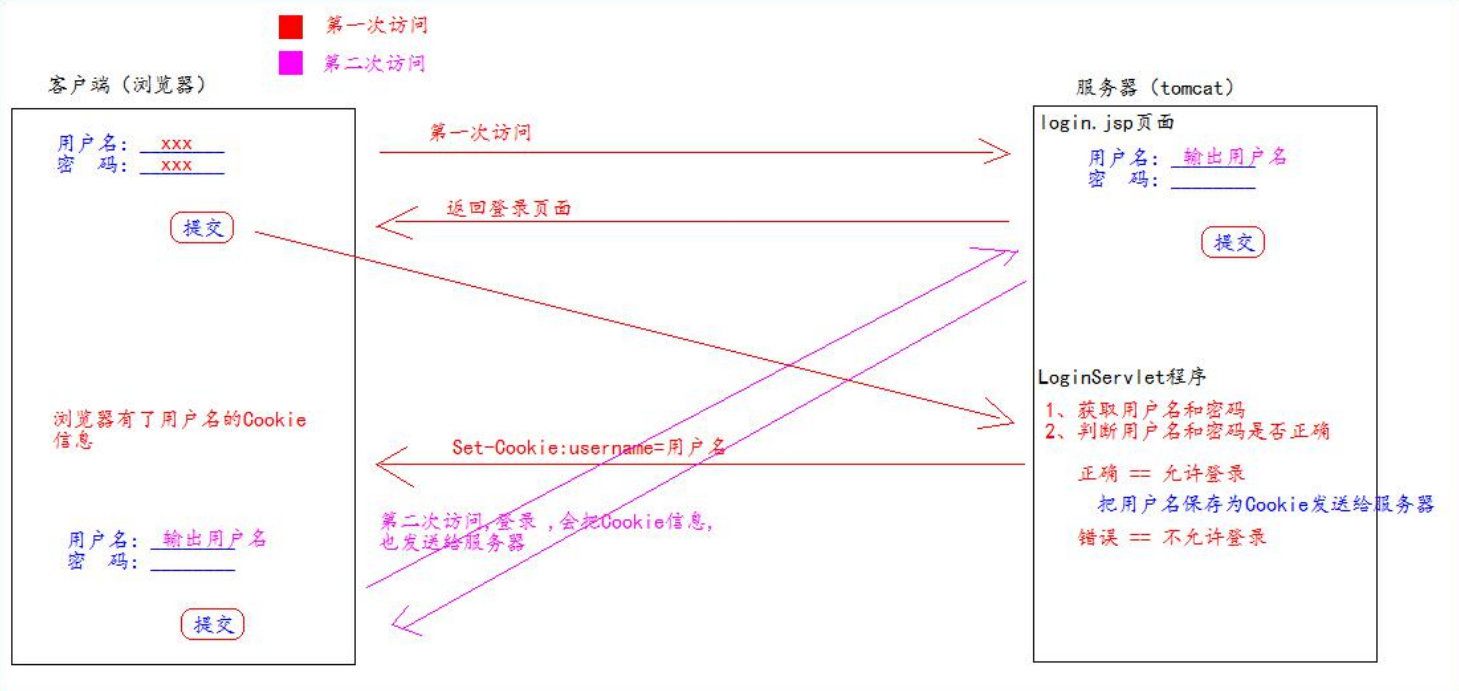 第一次访问
第二次访问
客户端（浏览器）
用户名： xxx
密 码： xxx
提交
浏览器有了用户名的Cookie
信息
用户名： 输出用户名
密 码：
提交
第一次访问
返回登录页面
Set-Cookie:username=用户名
第二次访问,登录 ,会把Cookie信息,
也发送给服务器
服务器（tomcat）
login.jsp页面
用户名： 输出用户名
密 码：
提交
LoginServlet程序
1、获取用户名和密码
2、判断用户名和密码是否正确
正确 == 允许登录
把用户名保存为Cookie发送给服务器
错误 == 不允许登录